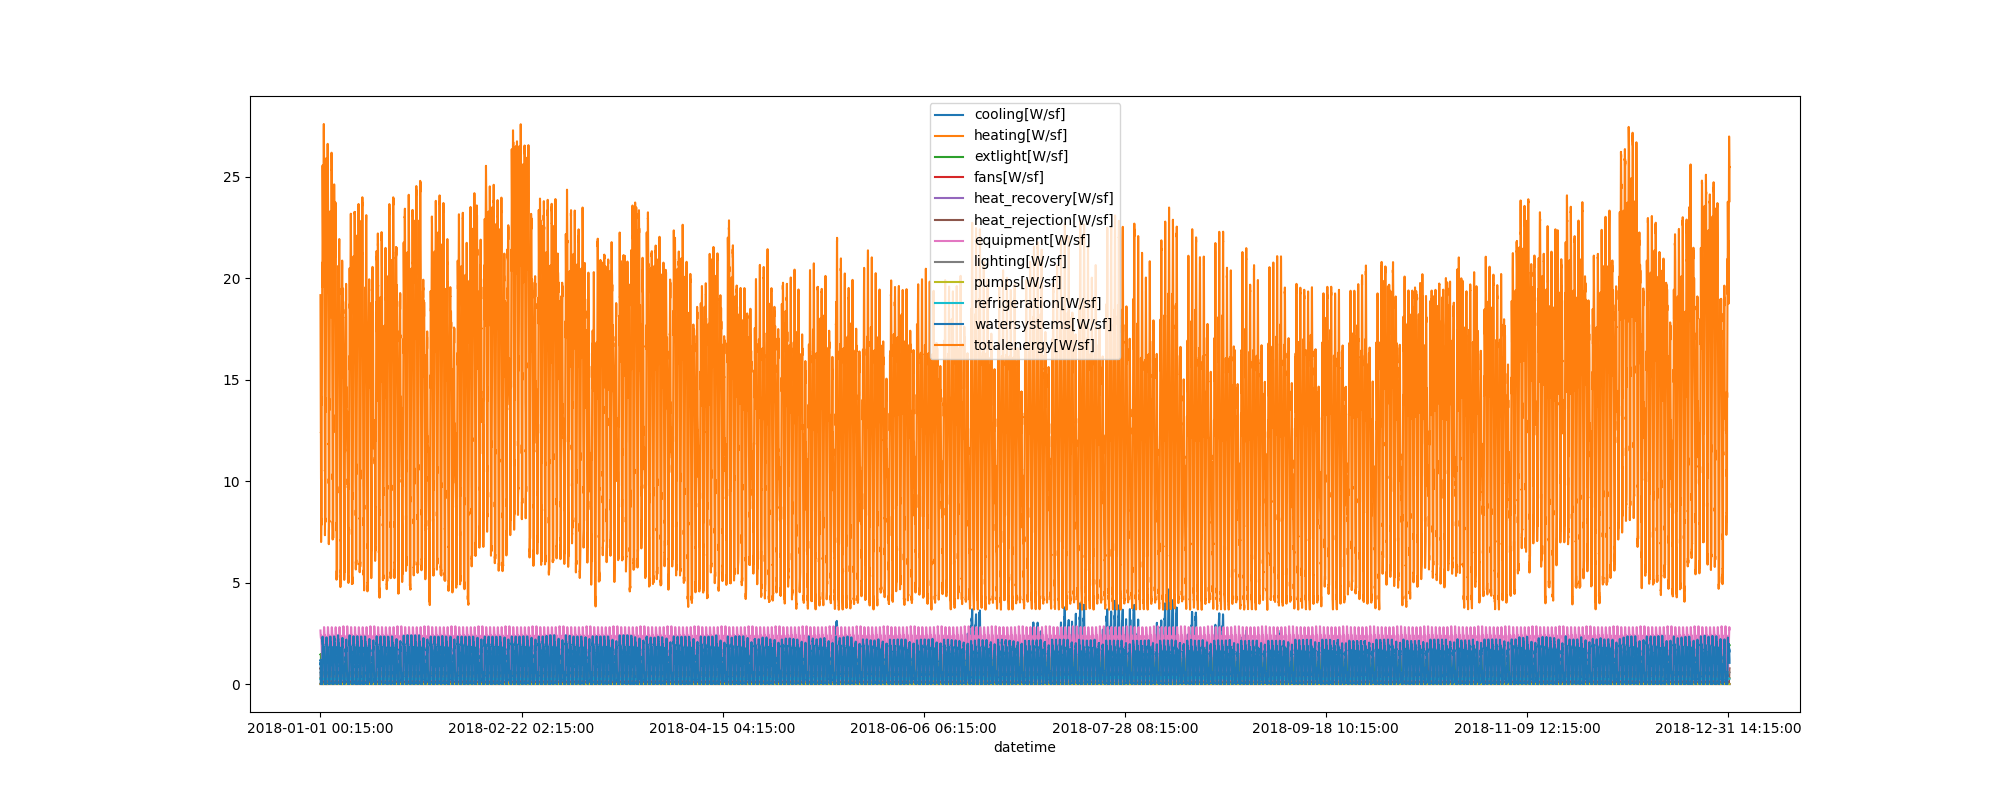 cooling[W/sf]
heating[W/sf]
extlight[W/sf]
fans[W/sf]
heat_recovery[W/sf]
heat_rejection[W/sf]
equipment[W/sf]
lighting[W/sf]
pumps[W/sf]
refrigeration[W/sf]
watersystems[W/sf]
totalenergy[W/sf]
25
20
15
10
5
0
2018-01-01 00:15:00 2018-02-22 02:15:00 2018-04-15 04:15:00 2018-06-06 06:15:00 2018-07-28 08:15:00 2018-09-18 10:15:00 2018-11-09 12:15:00 2018-12-31 14:15:00
datetime